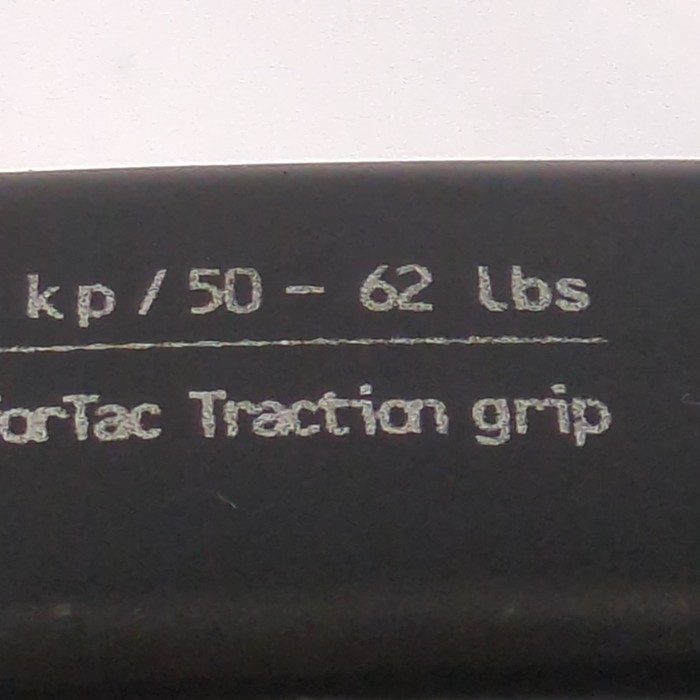 kp/50 - 62 lbs
orTac Traction grip